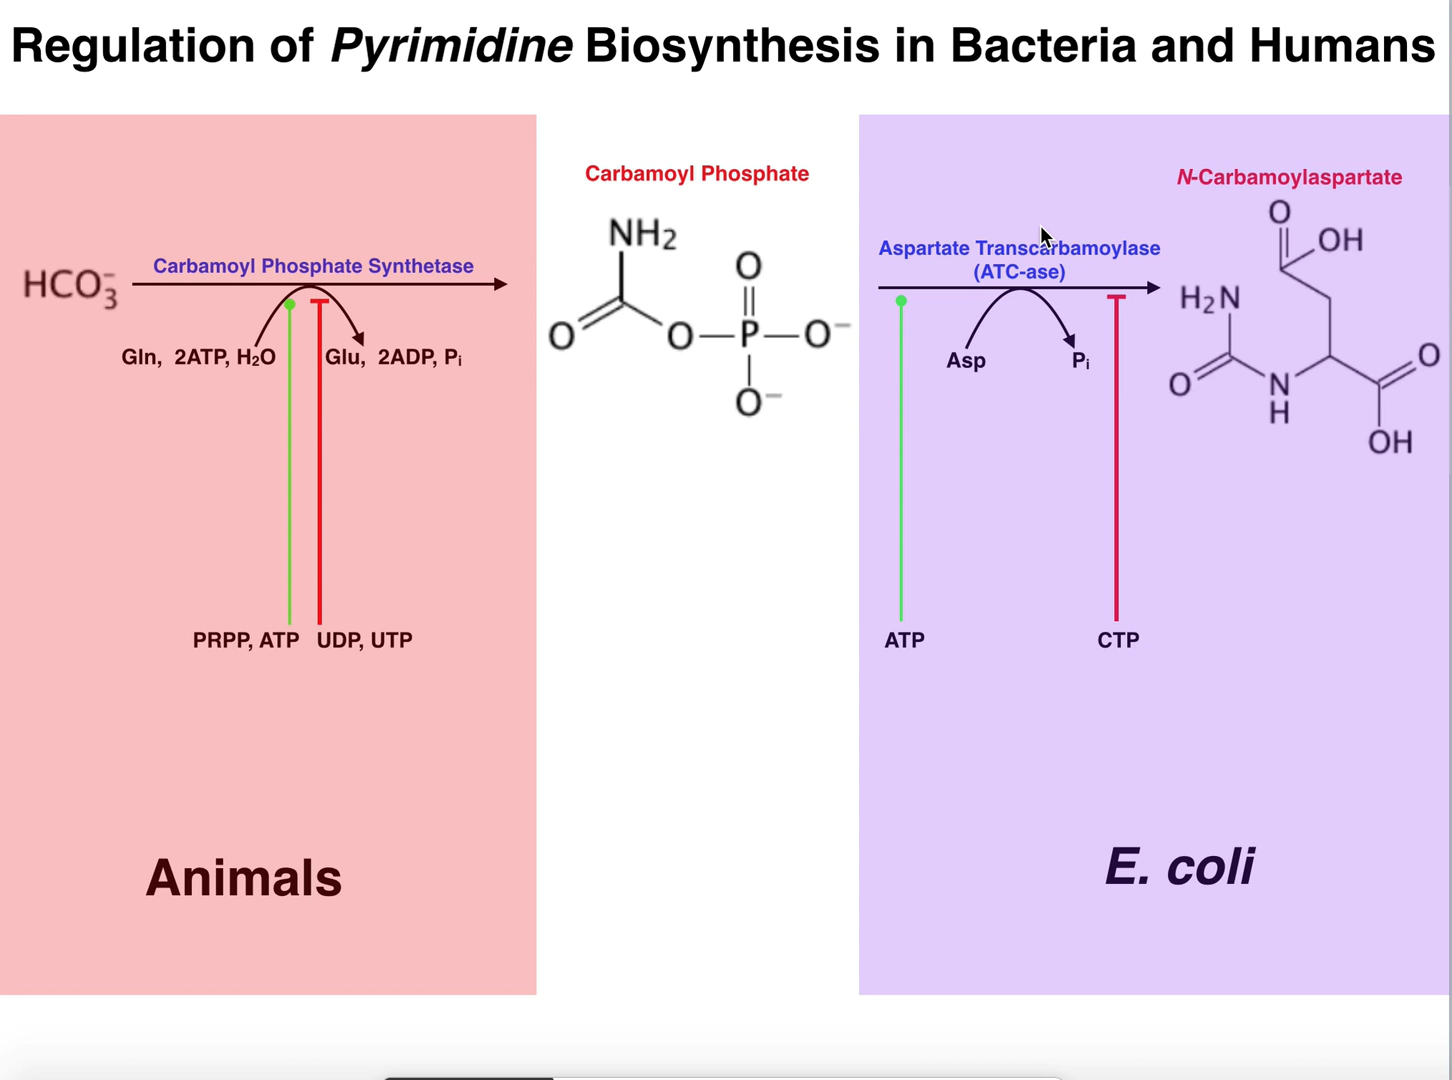 Regulation of Pyrimidine Biosynthesis in Bacteria and Humans
HCO₃⁻
Carbamoyl Phosphate Synthetase
Gln, 2ATP, H₂O
Glu, 2ADP, Pᵢ
PRPP, ATP
UDP, UTP
Animals
Carbamoyl Phosphate
NH₂
O
O
P
O
O⁻
O⁻
Aspartate Transcarbamoylase
(ATC-ase)
Asp
Pᵢ
ATP
CTP
E. coli
N-Carbamoylaspartate
O
OH
H₂N
O
N
H
O
OH